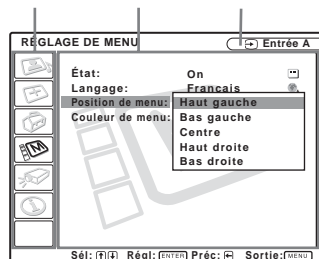 RÉGLAGE DE MENU Entrée A
État: On
Langage: Français
Position de menu: Haut gauche
Couleur de menu: Bas gauche
Centre
Haut droite
Bas droite
Sél: Régl: ENTER Préc: Sortie: MENU